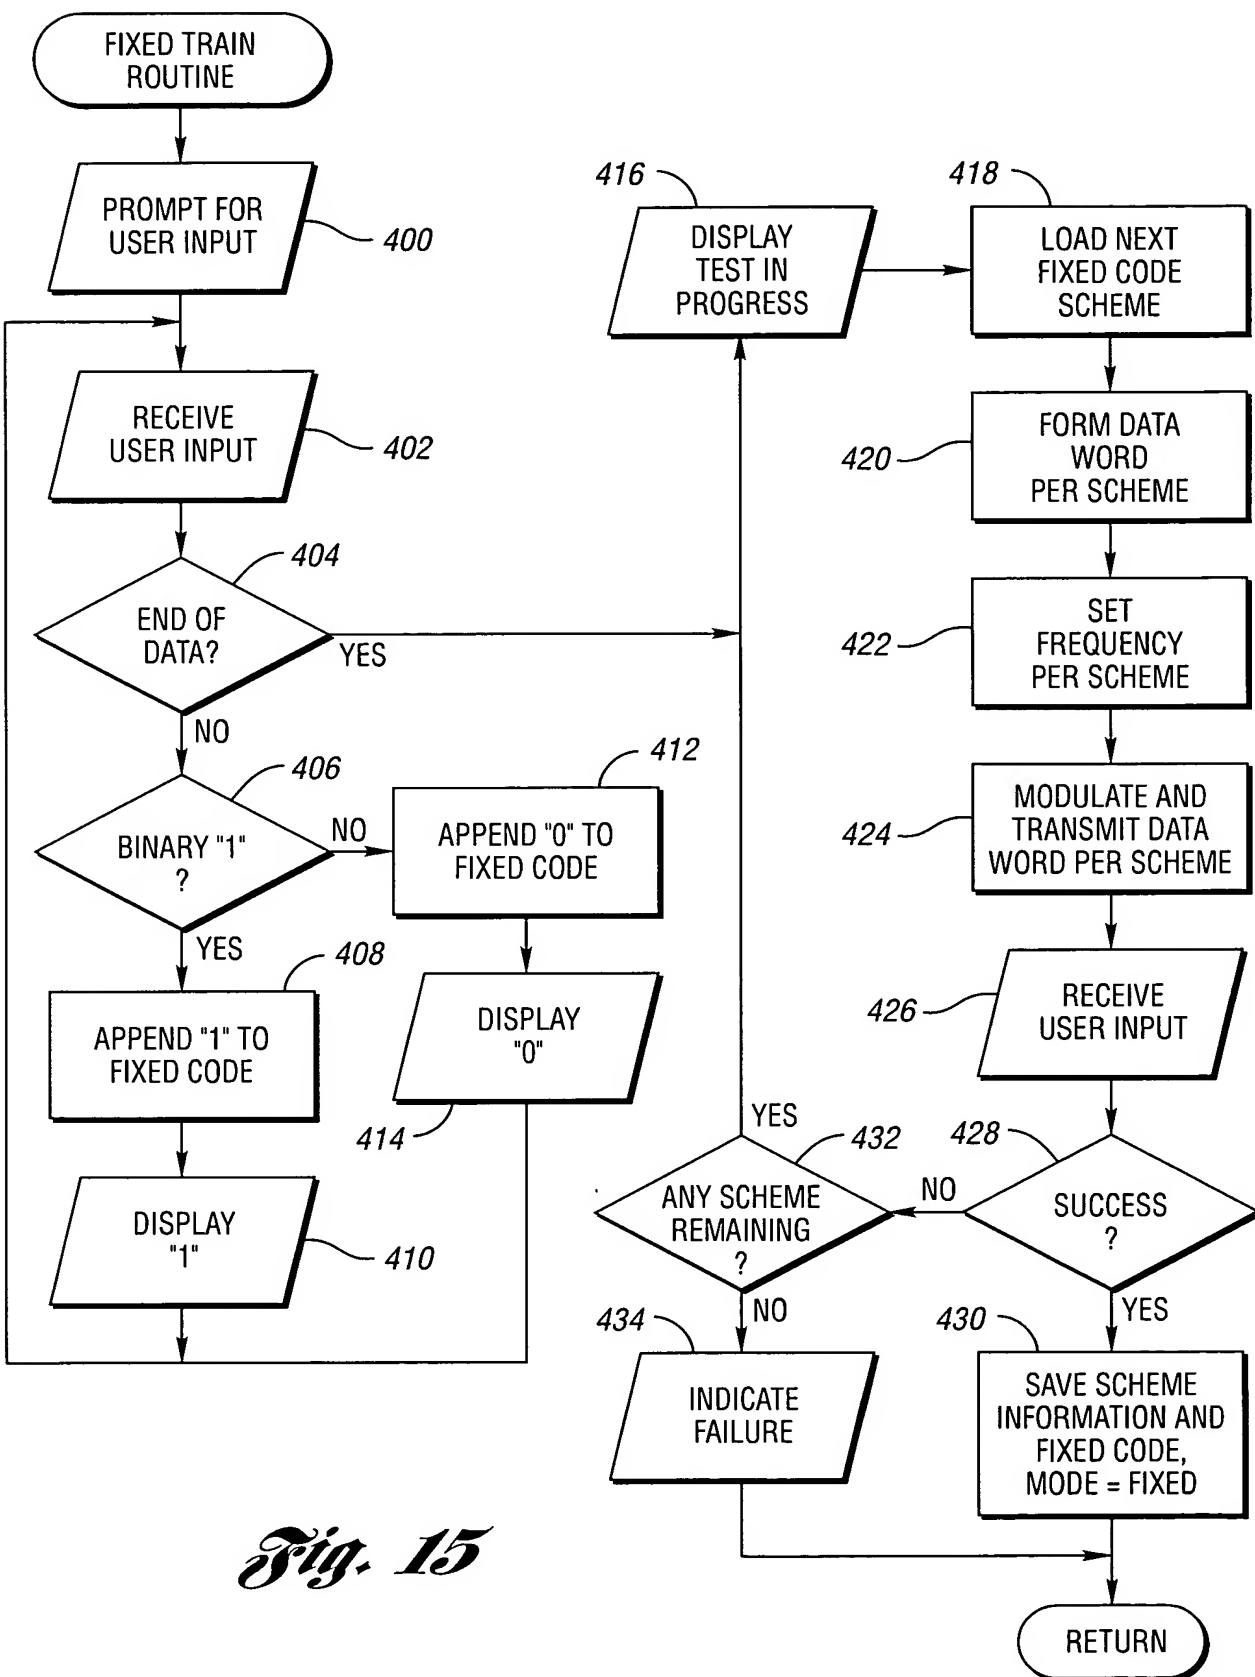 FIXED TRAIN
ROUTINE
PROMPT FOR
USER INPUT
400
RECEIVE
USER INPUT
402
404
END OF
DATA?
YES
NO
406
BINARY "1"
?
NO
YES
412
APPEND "0" TO
FIXED CODE
408
APPEND "1" TO
FIXED CODE
DISPLAY
"0"
414
DISPLAY
"1"
410
416
DISPLAY
TEST IN
PROGRESS
418
LOAD NEXT
FIXED CODE
SCHEME
420
FORM DATA
WORD
PER SCHEME
422
SET
FREQUENCY
PER SCHEME
424
MODULATE AND
TRANSMIT DATA
WORD PER SCHEME
426
RECEIVE
USER INPUT
428
SUCCESS
?
NO
YES
432
ANY SCHEME
REMAINING
?
YES
NO
434
INDICATE
FAILURE
430
SAVE SCHEME
INFORMATION AND
FIXED CODE,
MODE = FIXED
RETURN
Fig. 15